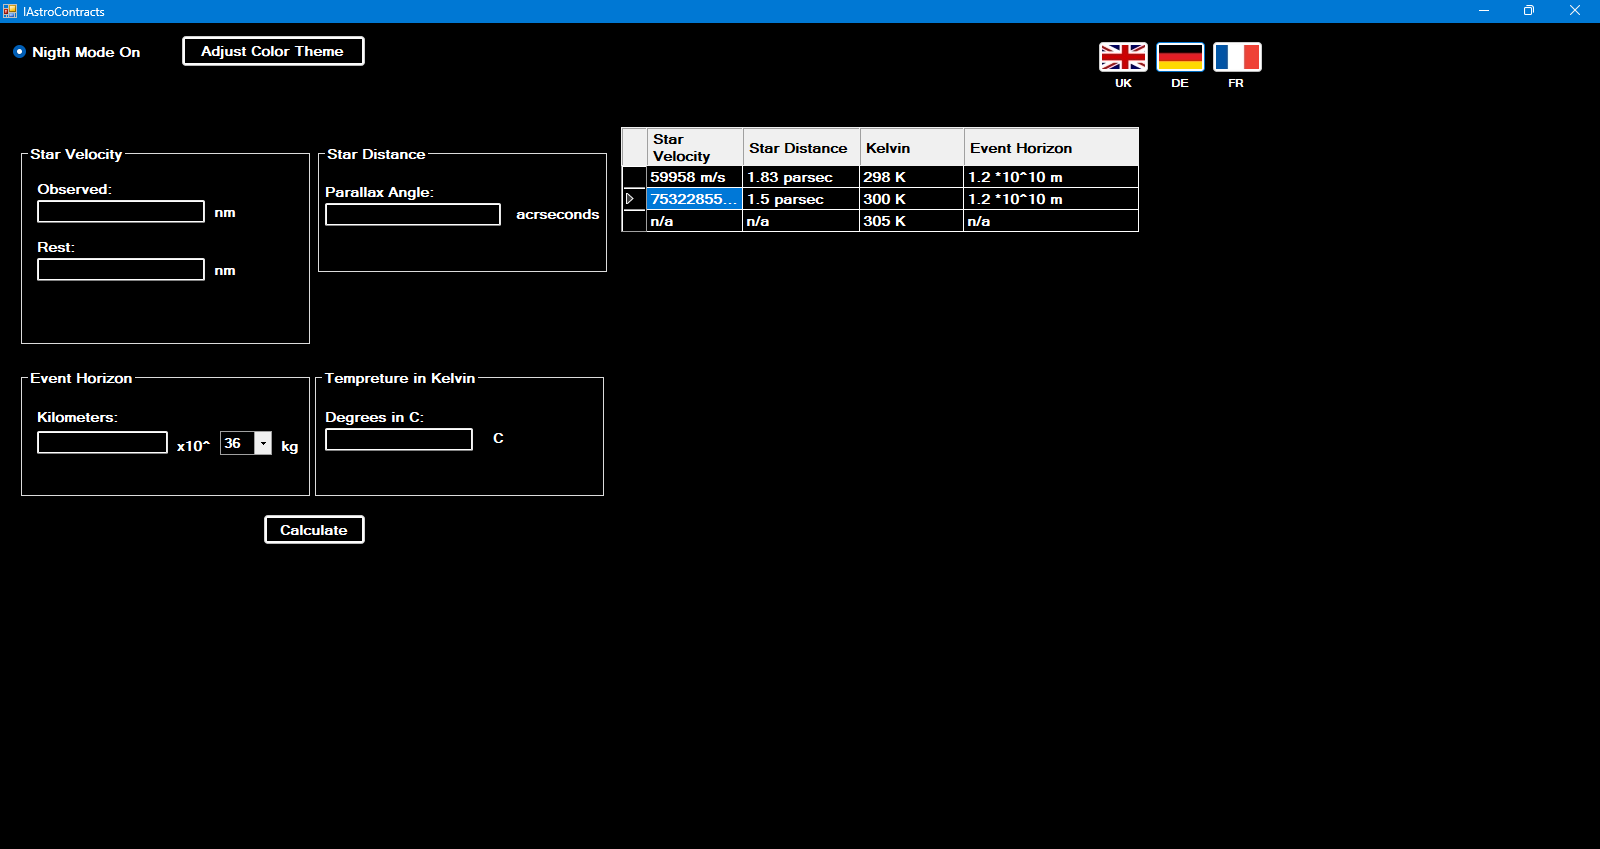 IAstroContracts
Nigth Mode On
Adjust Color Theme
UK
DE
FR
Star Velocity
Observed:
nm
Rest:
nm
Star Distance
Parallax Angle:
acrseconds
Star Velocity Star Distance Kelvin Event Horizon
59958 m/s 1.83 parsec 298 K 1.2 *10^10 m
75322855... 1.5 parsec 300 K 1.2 *10^10 m
n/a n/a 305 K n/a
Event Horizon
Kilometers:
x10^ 36 kg
Tempreture in Kelvin
Degrees in C:
C
Calculate